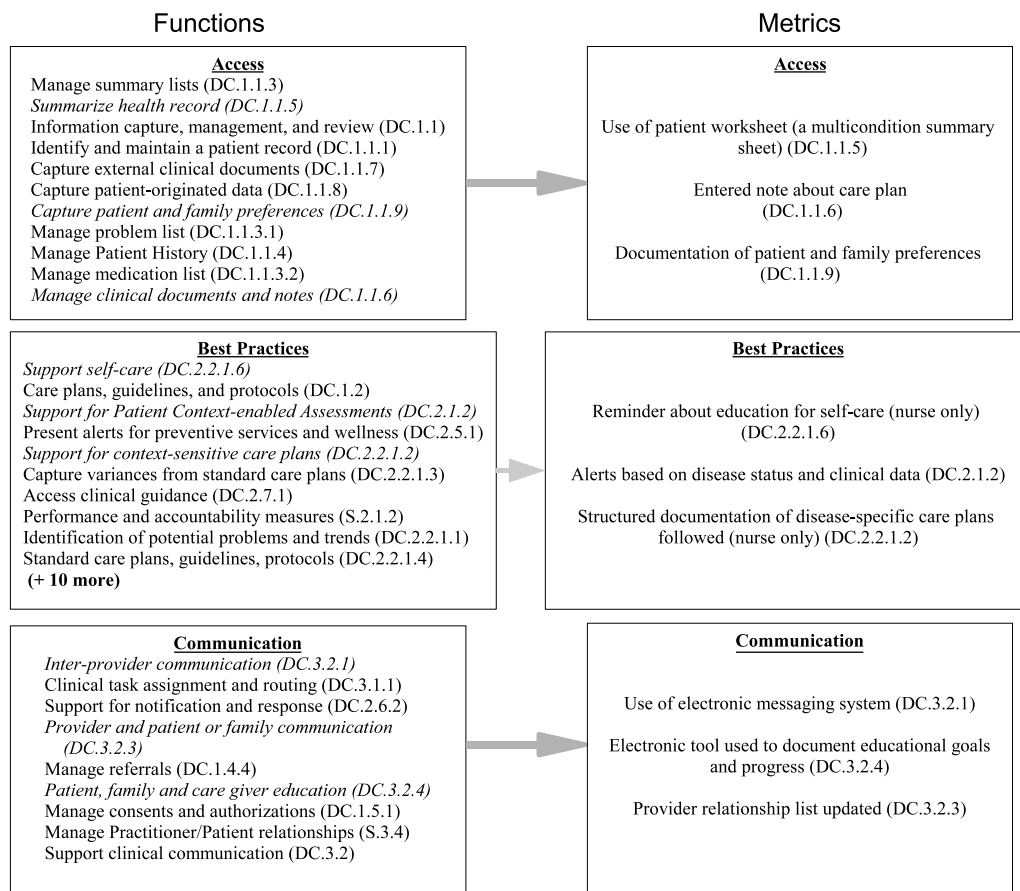 Functions
Metrics
Access
Manage summary lists (DC.1.1.3)
Summarize health record (DC.1.1.5)
Information capture, management, and review (DC.1.1)
Identify and maintain a patient record (DC.1.1.1)
Capture external clinical documents (DC.1.1.7)
Capture patient-originated data (DC.1.1.8)
Capture patient and family preferences (DC.1.1.9)
Manage problem list (DC.1.1.3.1)
Manage Patient History (DC.1.1.4)
Manage medication list (DC.1.1.3.2)
Manage clinical documents and notes (DC.1.1.6)
Access
Use of patient worksheet (a multicondition summary
sheet) (DC.1.1.5)
Entered note about care plan
(DC.1.1.6)
Documentation of patient and family preferences
(DC.1.1.9)
Best Practices
Support self-care (DC.2.2.1.6)
Care plans, guidelines, and protocols (DC.1.2)
Support for Patient Context-enabled Assessments (DC.2.1.2)
Present alerts for preventive services and wellness (DC.2.5.1)
Support for context-sensitive care plans (DC.2.2.1.2)
Capture variances from standard care plans (DC.2.2.1.3)
Access clinical guidance (DC.2.7.1)
Performance and accountability measures (S.2.1.2)
Identification of potential problems and trends (DC.2.2.1.1)
Standard care plans, guidelines, protocols (DC.2.2.1.4)
(+ 10 more)
Best Practices
Reminder about education for self-care (nurse only)
(DC.2.2.1.6)
Alerts based on disease status and clinical data (DC.2.1.2)
Structured documentation of disease-specific care plans
followed (nurse only) (DC.2.2.1.2)
Communication
Inter-provider communication (DC.3.2.1)
Clinical task assignment and routing (DC.3.1.1)
Support for notification and response (DC.2.6.2)
Provider and patient or family communication
(DC.3.2.3)
Manage referrals (DC.1.4.4)
Patient, family and care giver education (DC.3.2.4)
Manage consents and authorizations (DC.1.5.1)
Manage Practitioner/Patient relationships (S.3.4)
Support clinical communication (DC.3.2)
Communication
Use of electronic messaging system (DC.3.2.1)
Electronic tool used to document educational goals
and progress (DC.3.2.4)
Provider relationship list updated (DC.3.2.3)